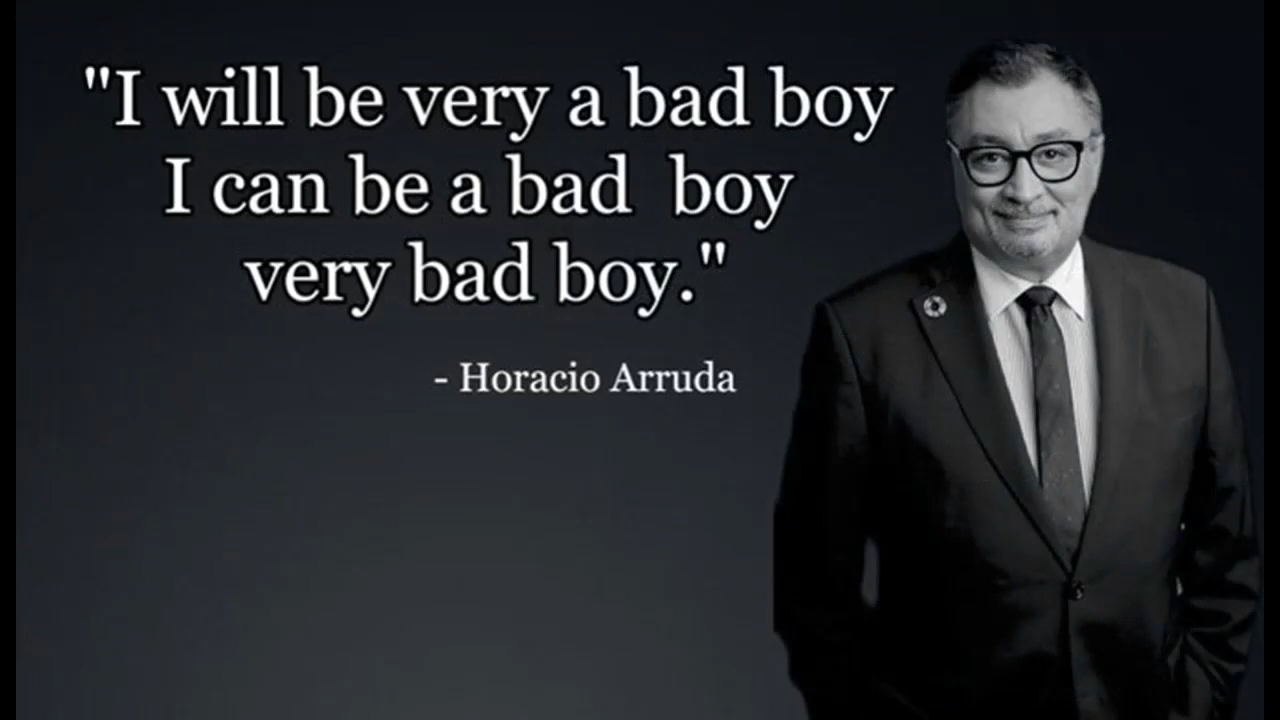 "I will be very a bad boy
I can be a bad  boy
very bad boy."
- Horacio Arruda